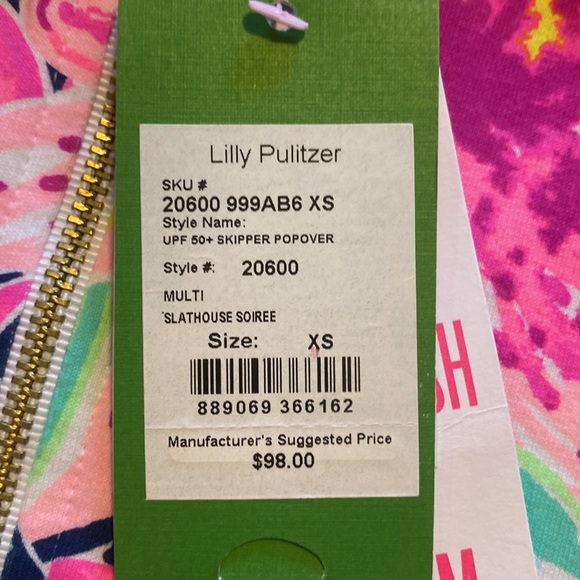 Lilly Pulitzer
SKU #
20600 999AB6 XS
Style Name:
UPF 50+ SKIPPER POPOVER
Style #: 20600
MULTI
SLATHOUSE SOIREE
Size: XS
889069 366162
Manufacturer's Suggested Price
$98.00